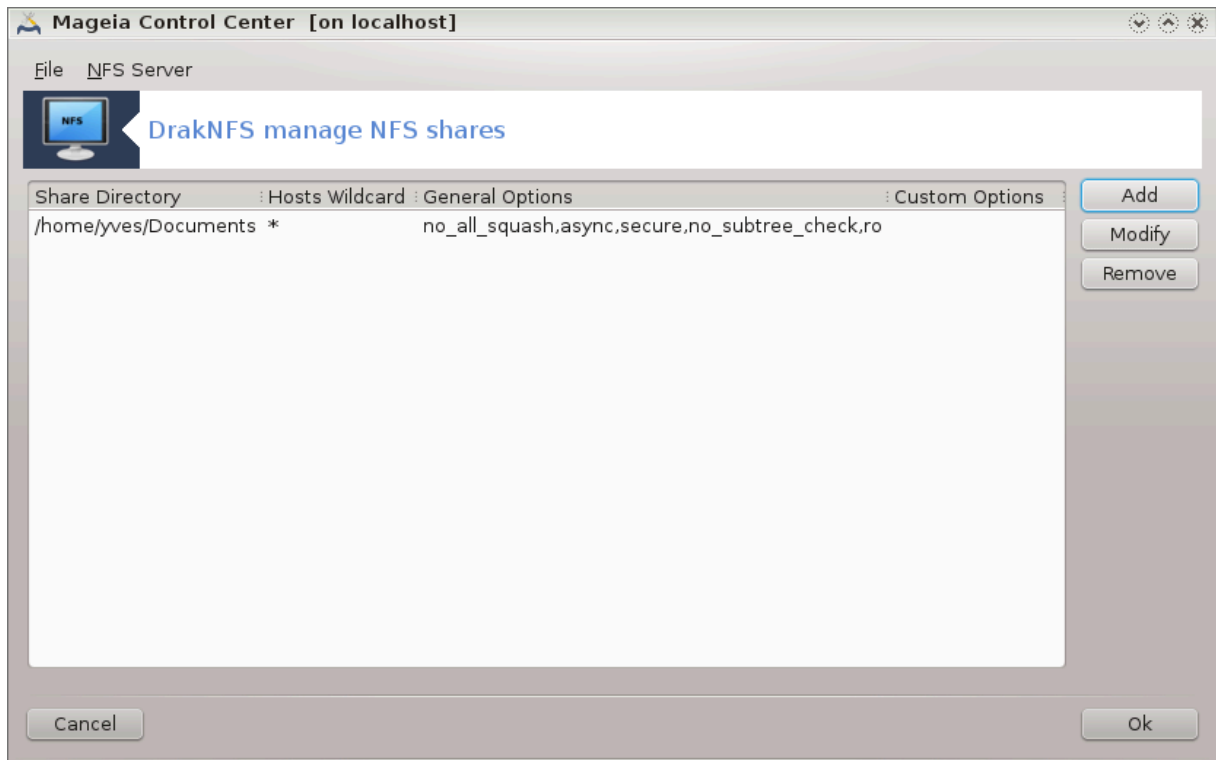 Mageia Control Center [on localhost]
File NFS Server
NFS
DrakNFS manage NFS shares
Share Directory Hosts Wildcard General Options Custom Options
/home/yves/Documents * no_all_squash,async,secure,no_subtree_check,ro
Add
Modify
Remove
Cancel Ok